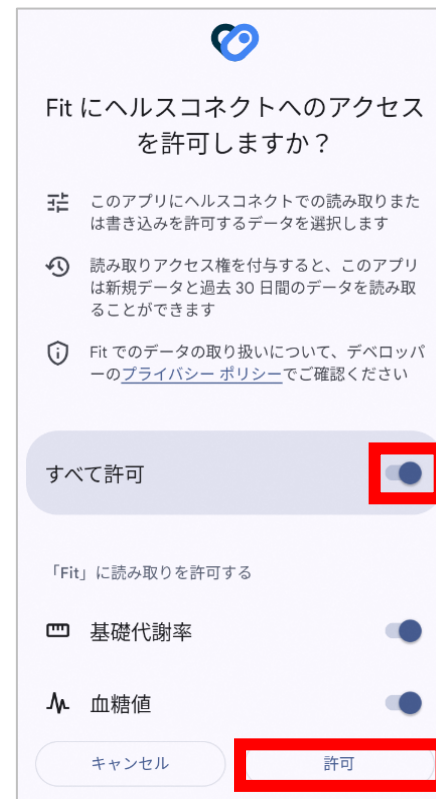 Fit にヘルスコネクトへのアクセス
を許可しますか？
このアプリにヘルスコネクトでの読み取りまた
は書き込みを許可するデータを選択します
読み取りアクセス権を付与すると、このアプリ
は新規データと過去 30 日間のデータを読み取
ることができます
Fit でのデータの取り扱いについて、デベロッパ
ーのプライバシー ポリシーでご確認ください
すべて許可
「Fit」に読み取りを許可する
基礎代謝率
血糖値
キャンセル
許可